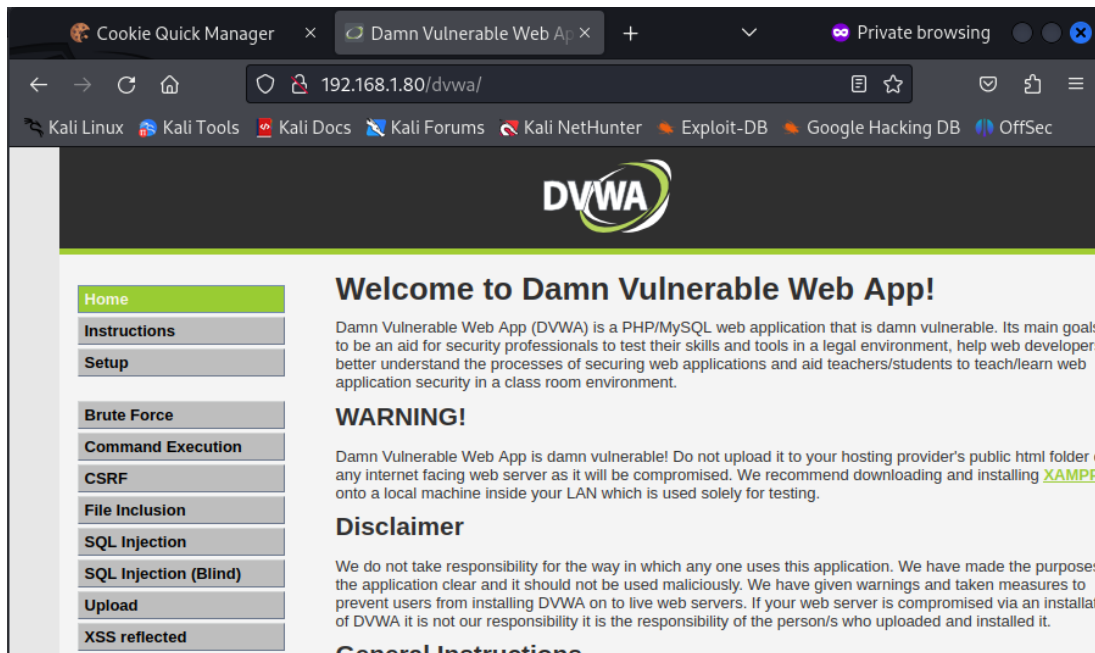 Cookie Quick Manager
Damn Vulnerable Web Ap
Private browsing
192.168.1.80/dvwa/
Kali Linux Kali Tools Kali Docs Kali Forums Kali NetHunter Exploit-DB Google Hacking DB OffSec
DVWA
Home
Instructions
Setup
Brute Force
Command Execution
CSRF
File Inclusion
SQL Injection
SQL Injection (Blind)
Upload
XSS reflected
Welcome to Damn Vulnerable Web App!
Damn Vulnerable Web App (DVWA) is a PHP/MySQL web application that is damn vulnerable. Its main goals
to be an aid for security professionals to test their skills and tools in a legal environment, help web developers
better understand the processes of securing web applications and aid teachers/students to teach/learn web
application security in a class room environment.
WARNING!
Damn Vulnerable Web App is damn vulnerable! Do not upload it to your hosting provider's public html folder
any internet facing web server as it will be compromised. We recommend downloading and installing XAMPP
onto a local machine inside your LAN which is used solely for testing.
Disclaimer
We do not take responsibility for the way in which any one uses this application. We have made the purposes
the application clear and it should not be used maliciously. We have given warnings and taken measures to
prevent users from installing DVWA on to live web servers. If your web server is compromised via an installat
of DVWA it is not our responsibility it is the responsibility of the person/s who uploaded and installed it.
General Instructions